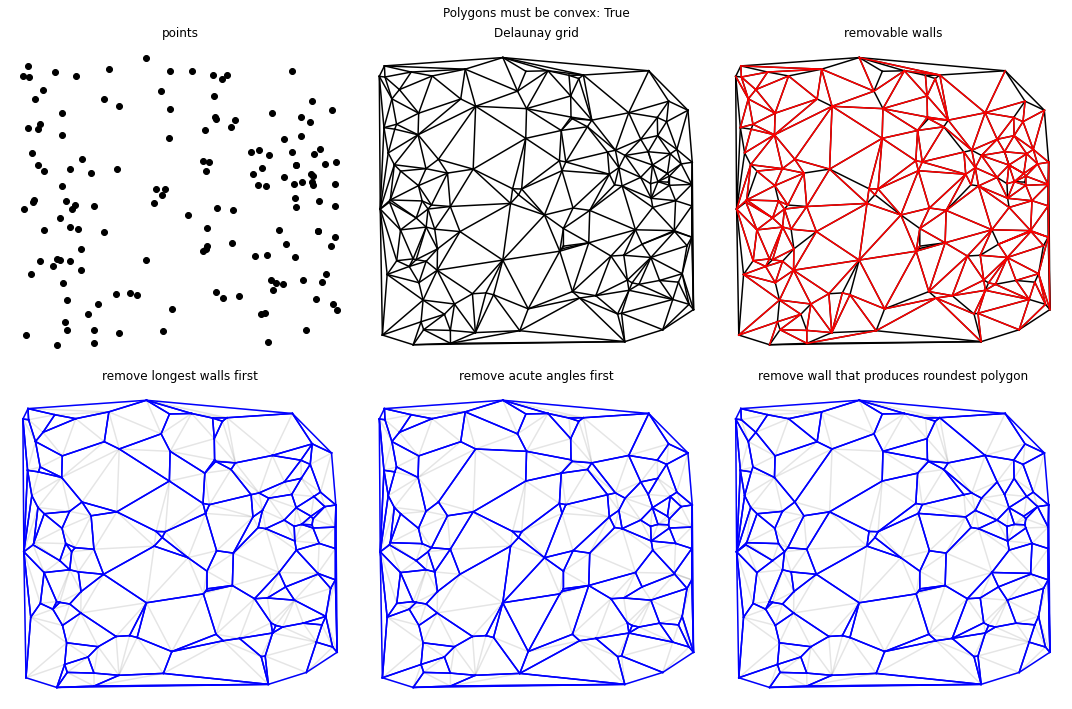 Polygons must be convex: True
points
Delaunay grid
removable walls
remove longest walls first
remove acute angles first
remove wall that produces roundest polygon